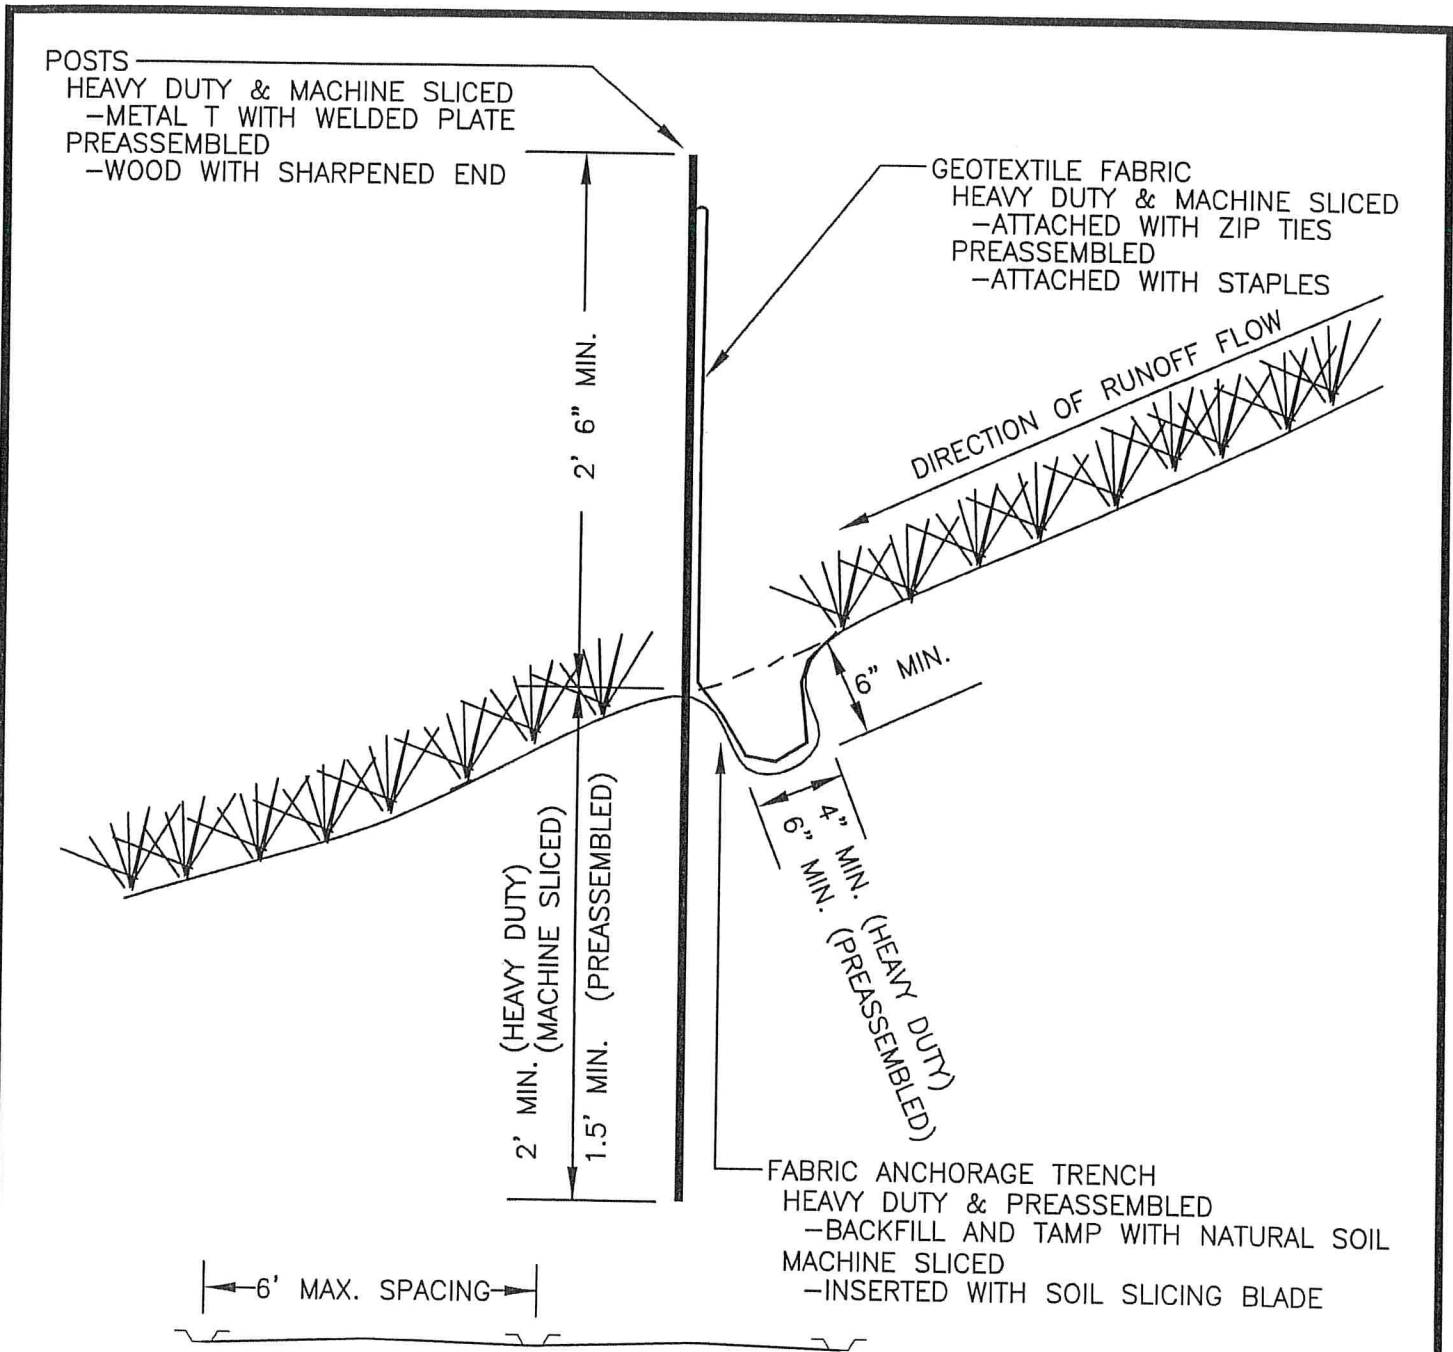 POSTS
HEAVY DUTY & MACHINE SLICED
-METAL T WITH WELDED PLATE
PREASSEMBLED
-WOOD WITH SHARPENED END
GEOTEXTILE FABRIC
HEAVY DUTY & MACHINE SLICED
-ATTACHED WITH ZIP TIES
PREASSEMBLED
-ATTACHED WITH STAPLES
DIRECTION OF RUNOFF FLOW
2' 6" MIN.
6" MIN.
4" MIN. (HEAVY DUTY)
6" MIN. (PREASSEMBLED)
2' MIN. (HEAVY DUTY)
(MACHINE SLICED)
1.5' MIN. (PREASSEMBLED)
FABRIC ANCHORAGE TRENCH
HEAVY DUTY & PREASSEMBLED
-BACKFILL AND TAMP WITH NATURAL SOIL
MACHINE SLICED
-INSERTED WITH SOIL SLICING BLADE
6' MAX. SPACING